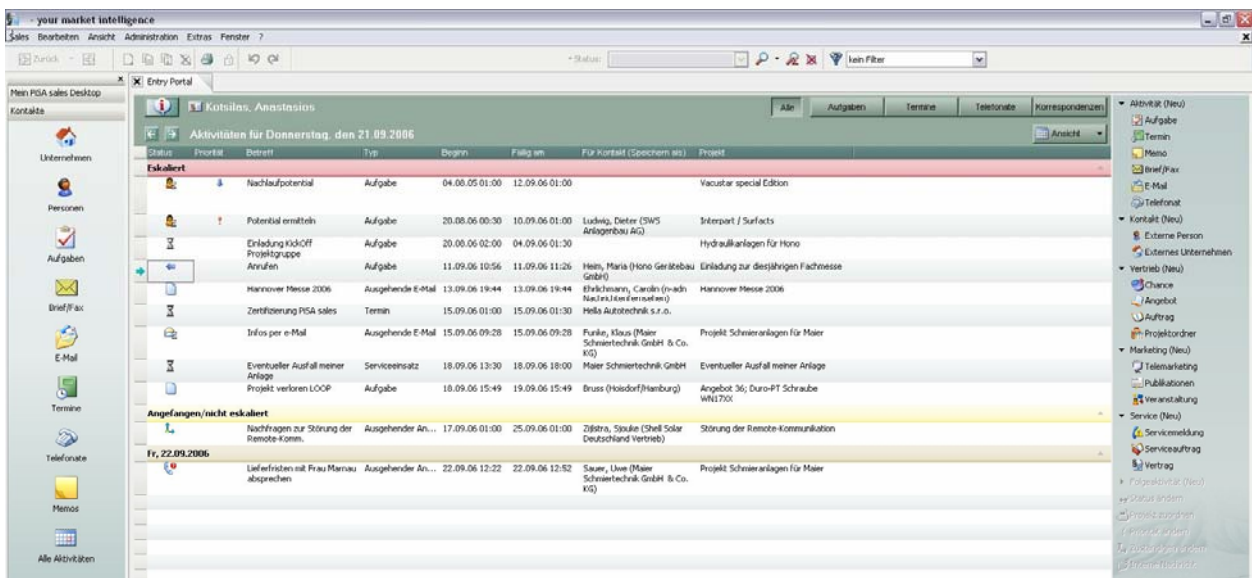 - your market intelligence
Sales Bearbeiten Ansicht Administration Extras Fenster ?
Zurück Status: kein Filter
Mein PISA sales Desktop
Kontakte
Unternehmen
Personen
Aufgaben
Brief/Fax
E-Mail
Termine
Telefonate
Memos
Alle Aktivitäten
Entry Portal
Kotsilas, Anastasios
Alle Aufgaben Termine Telefonate Korrespondenzen
Aktivitäten für Donnerstag, den 21.09.2006
Ansicht
Status Priorität Betreff Typ Beginn Fällig am Für Kontakt (Speichern als) Projekt
Eskaliert
Nachlaufpotential Aufgabe 04.08.05 01:00 12.09.06 01:00 Vacustar special Edition
Potential ermitteln Aufgabe 20.08.06 00:30 10.09.06 01:00 Ludwig, Dieter (SWS Interpart / Surfacts
Anlagenbau AG)
Einladung KickOff Aufgabe 20.08.06 02:00 04.09.06 01:30 Hydraulikanlagen für Hono
Projektgruppe
Anrufen Aufgabe 11.09.06 10:56 11.09.06 11:26 Heim, Maria (Hono Gerätebau Einladung zur diesjährigen Fachmesse
GmbH)
Hannover Messe 2006 Ausgehende E-Mail 13.09.06 19:44 13.09.06 19:44 Ehrlichmann, Carolin (n-adn Hannover Messe 2006
Nachrichtenfernsehen)
Zertifizierung PISA sales Termin 15.09.06 01:00 15.09.06 01:30 Hella Autotechnik s.r.o.
Infos per e-Mail Ausgehende E-Mail 15.09.06 09:28 15.09.06 09:28 Funke, Klaus (Maier Projekt Schmieranlagen für Maier
Schmiertechnik GmbH & Co.
KG)
Eventueller Ausfall meiner Serviceeinsatz 18.09.06 13:30 18.09.06 18:00 Maier Schmiertechnik GmbH Eventueller Ausfall meiner Anlage
Anlage
Projekt verloren LOOP Aufgabe 18.09.06 15:49 19.09.06 15:49 Bruss (Hoisdorf/Hamburg) Angebot 36; Duro-PT Schraube
WN17XX
Angefangen/nicht eskaliert
Nachfragen zur Störung der Ausgehender An... 17.09.06 01:00 25.09.06 01:00 Zijlstra, Sjouke (Shell Solar Störung der Remote-Kommunikation
Remote-Komm. Deutschland Vertrieb)
Fr, 22.09.2006
Lieferfristen mit Frau Marnau Ausgehender An... 22.09.06 12:22 22.09.06 12:52 Sauer, Uwe (Maier Projekt Schmieranlagen für Maier
absprechen Schmiertechnik GmbH & Co.
KG)
Aktivität (Neu)
Aufgabe
Termin
Memo
Brief/Fax
E-Mail
Telefonat
Kontakt (Neu)
Externe Person
Externes Unternehmen
Vertrieb (Neu)
Chance
Angebot
Auftrag
Projektordner
Marketing (Neu)
Telemarketing
Publikationen
Veranstaltung
Service (Neu)
Servicemeldung
Serviceauftrag
Vertrag
Folgeaktivität (Neu)
Status ändern
Projekt zuordnen
Priorität ändern
Zuständigkeit ändern